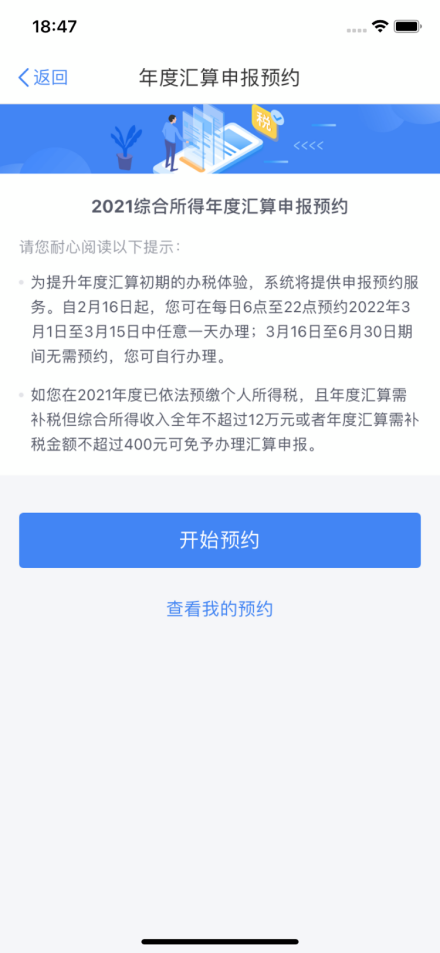 18:47
返回
年度汇算申报预约
税
2021综合所得年度汇算申报预约
请您耐心阅读以下提示：
为提升年度汇算初期的办税体验，系统将提供申报预约服
务。自2月16日起，您可在每日6点至22点预约2022年3
月1日至3月15日中任意一天办理；3月16日至6月30日期
间无需预约，您可自行办理。
如您在2021年度已依法预缴个人所得税，且年度汇算需
补税但综合所得收入全年不超过12万元或者年度汇算需补
税金额不超过400元可免予办理汇算申报。
开始预约
查看我的预约